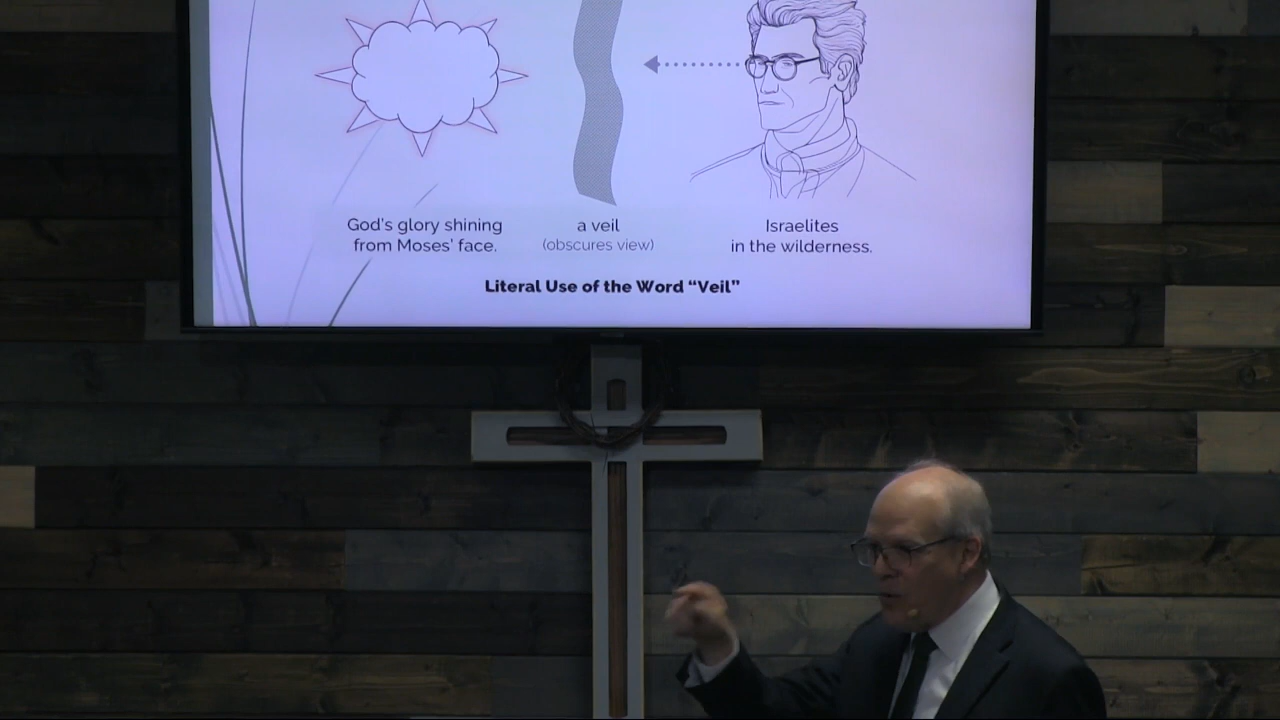 God's glory shining
from Moses' face.
a veil
(obscures view)
Israelites
in the wilderness.
Literal Use of the Word “Veil”